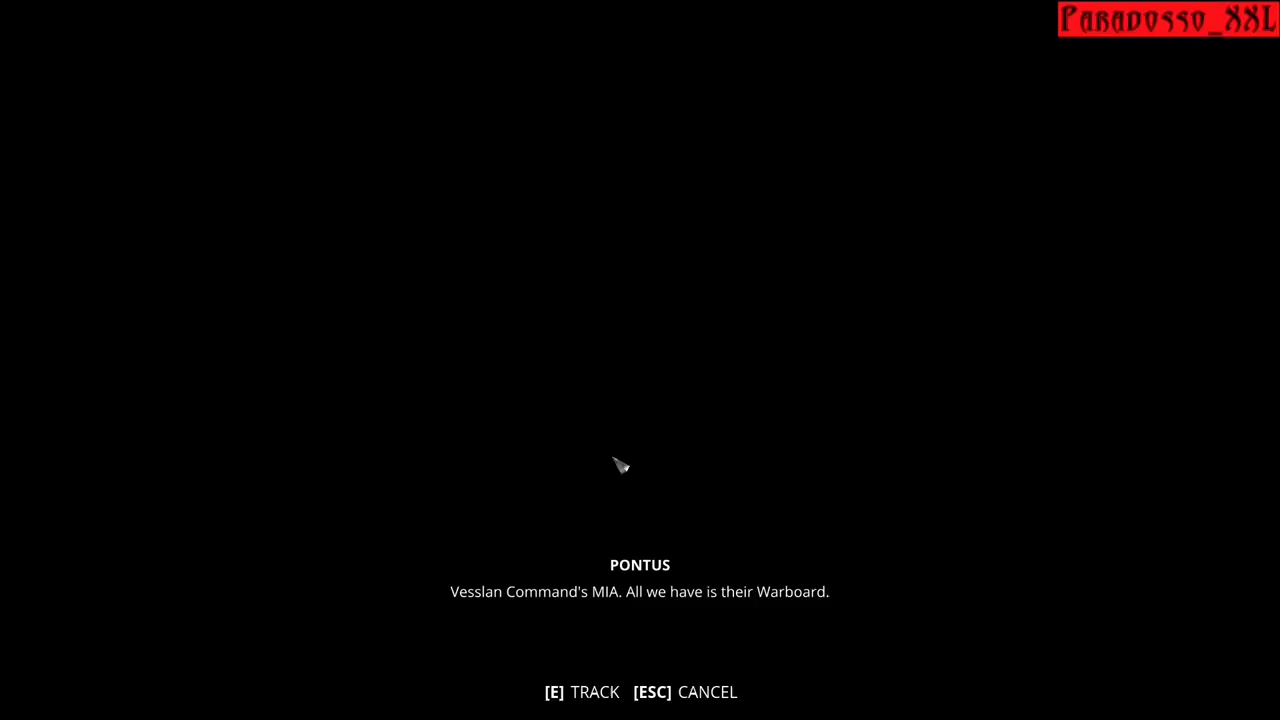 Paradosso_XXL
PONTUS
Vesslan Command's MIA. All we have is their Warboard.
[E] TRACK [ESC] CANCEL